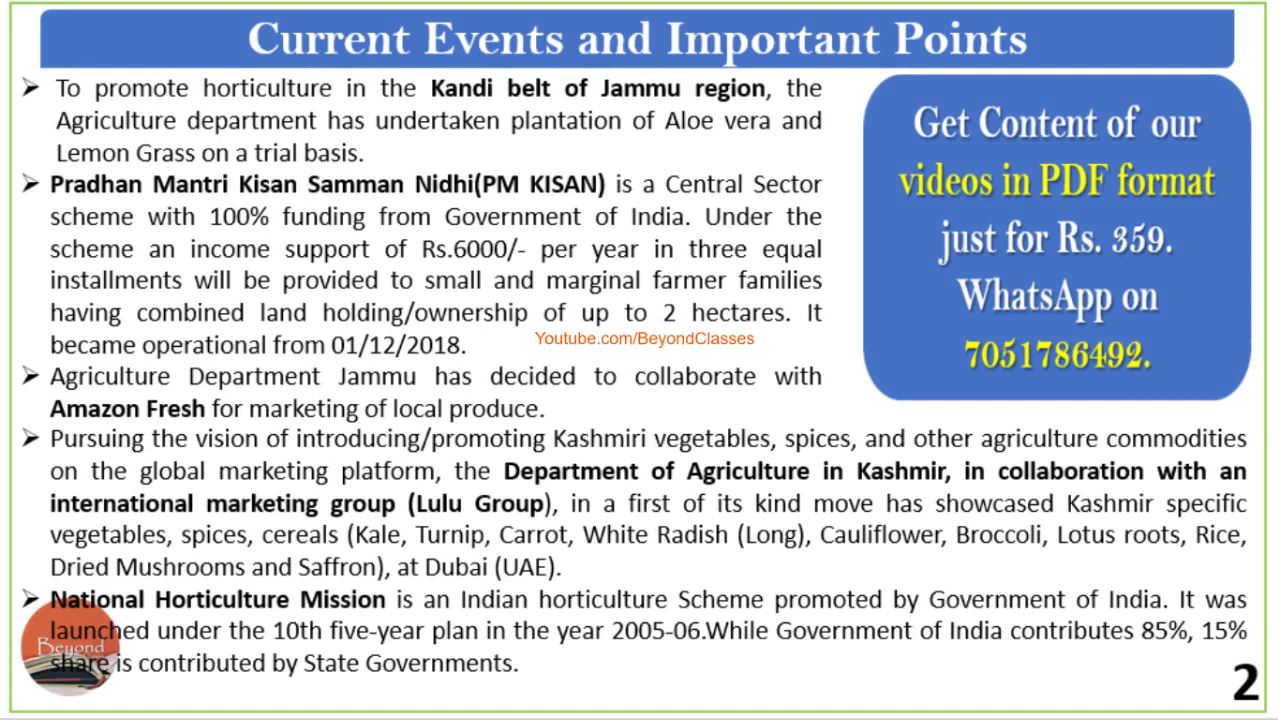 Current Events and Important Points
➤ To promote horticulture in the Kandi belt of Jammu region, the
Agriculture department has undertaken plantation of Aloe vera and
Lemon Grass on a trial basis.
➤ Pradhan Mantri Kisan Samman Nidhi(PM KISAN) is a Central Sector
scheme with 100% funding from Government of India. Under the
scheme an income support of Rs.6000/- per year in three equal
installments will be provided to small and marginal farmer families
having combined land holding/ownership of up to 2 hectares. It
became operational from 01/12/2018.
Youtube.com/BeyondClasses
➤ Agriculture Department Jammu has decided to collaborate with
Amazon Fresh for marketing of local produce.
Get Content of our
videos in PDF format
just for Rs. 359.
WhatsApp on
7051786492.
➤ Pursuing the vision of introducing/promoting Kashmiri vegetables, spices, and other agriculture commodities
on the global marketing platform, the Department of Agriculture in Kashmir, in collaboration with an
international marketing group (Lulu Group), in a first of its kind move has showcased Kashmir specific
vegetables, spices, cereals (Kale, Turnip, Carrot, White Radish (Long), Cauliflower, Broccoli, Lotus roots, Rice,
Dried Mushrooms and Saffron), at Dubai (UAE).
➤ National Horticulture Mission is an Indian horticulture Scheme promoted by Government of India. It was
launched under the 10th five-year plan in the year 2005-06.While Government of India contributes 85%, 15%
share is contributed by State Governments.
Beyond
2